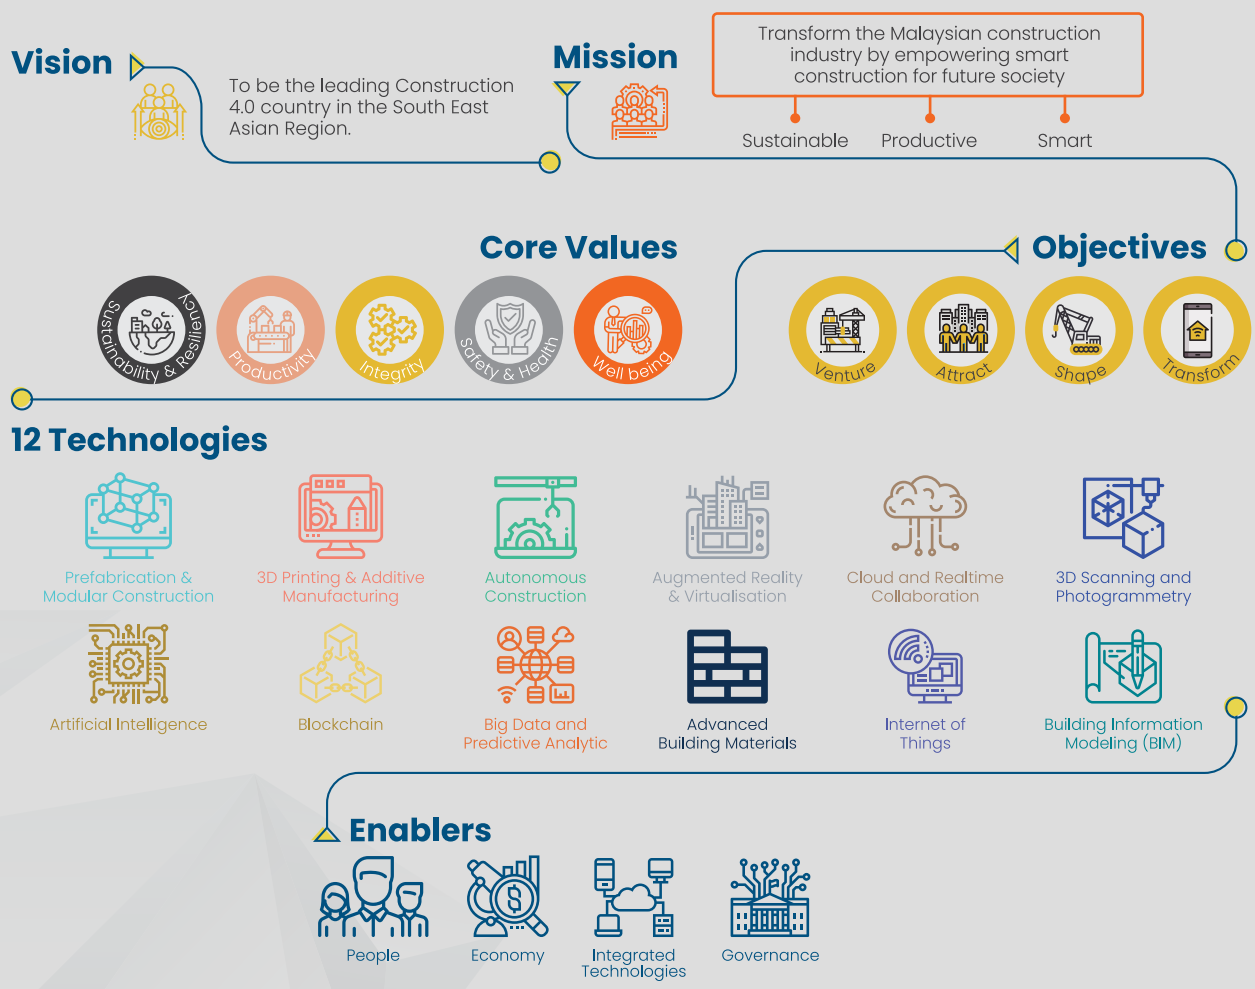 Vision
To be the leading Construction
4.0 country in the South East
Asian Region.
Mission
Transform the Malaysian construction
industry by empowering smart
construction for future society
Sustainable
Productive
Smart
Core Values
Sustainability & Resiliency
Productivity
Integrity
Safety & Health
Well being
Objectives
Venture
Attract
Shape
Transform
12 Technologies
Prefabrication &
Modular Construction
3D Printing & Additive
Manufacturing
Autonomous
Construction
Augmented Reality
& Virtualisation
Cloud and Realtime
Collaboration
3D Scanning and
Photogrammetry
Artificial Intelligence
Blockchain
Big Data and
Predictive Analytic
Advanced
Building Materials
Internet of
Things
Building Information
Modeling (BIM)
Enablers
People
Economy
Integrated
Technologies
Governance